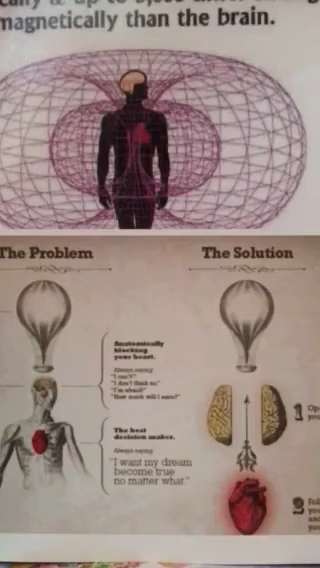 magnetically than the brain.
The Problem
The Solution
Anatomically
blocking
your heart.
Always saying:
"I can't!"
"I don't think so."
"I'm afraid!"
"How much will I earn?"
The best
decision maker.
Always saying:
"I want my dream
become true
no matter what."
1
2